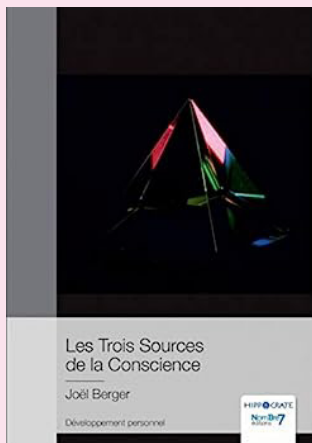 Les Trois Sources
de la Conscience
Joël Berger
Développement personnel
HIPPOCRATE
NomBre7
éditions